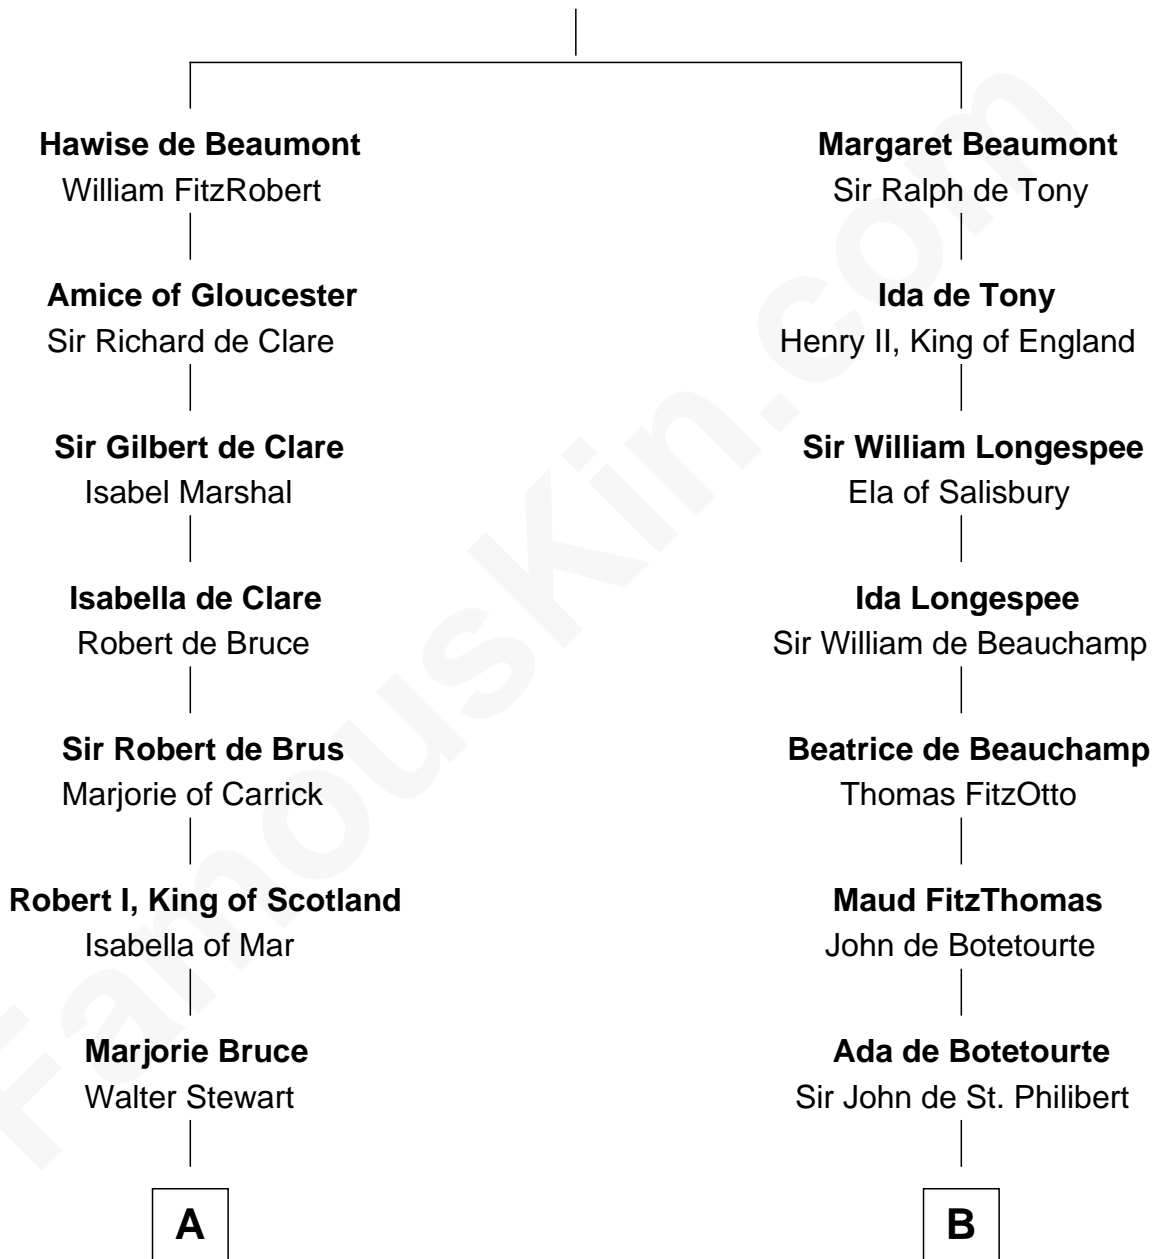 Hawise de Beaumont
William FitzRobert
Amice of Gloucester
Sir Richard de Clare
Sir Gilbert de Clare
Isabel Marshal
Isabella de Clare
Robert de Bruce
Sir Robert de Brus
Marjorie of Carrick
Robert I, King of Scotland
Isabella of Mar
Marjorie Bruce
Walter Stewart
A
Margaret Beaumont
Sir Ralph de Tony
Ida de Tony
Henry II, King of England
Sir William Longespee
Ela of Salisbury
Ida Longespee
Sir William de Beauchamp
Beatrice de Beauchamp
Thomas FitzOtto
Maud FitzThomas
John de Botetourte
Ada de Botetourte
Sir John de St. Philibert
B
FamousKin.com